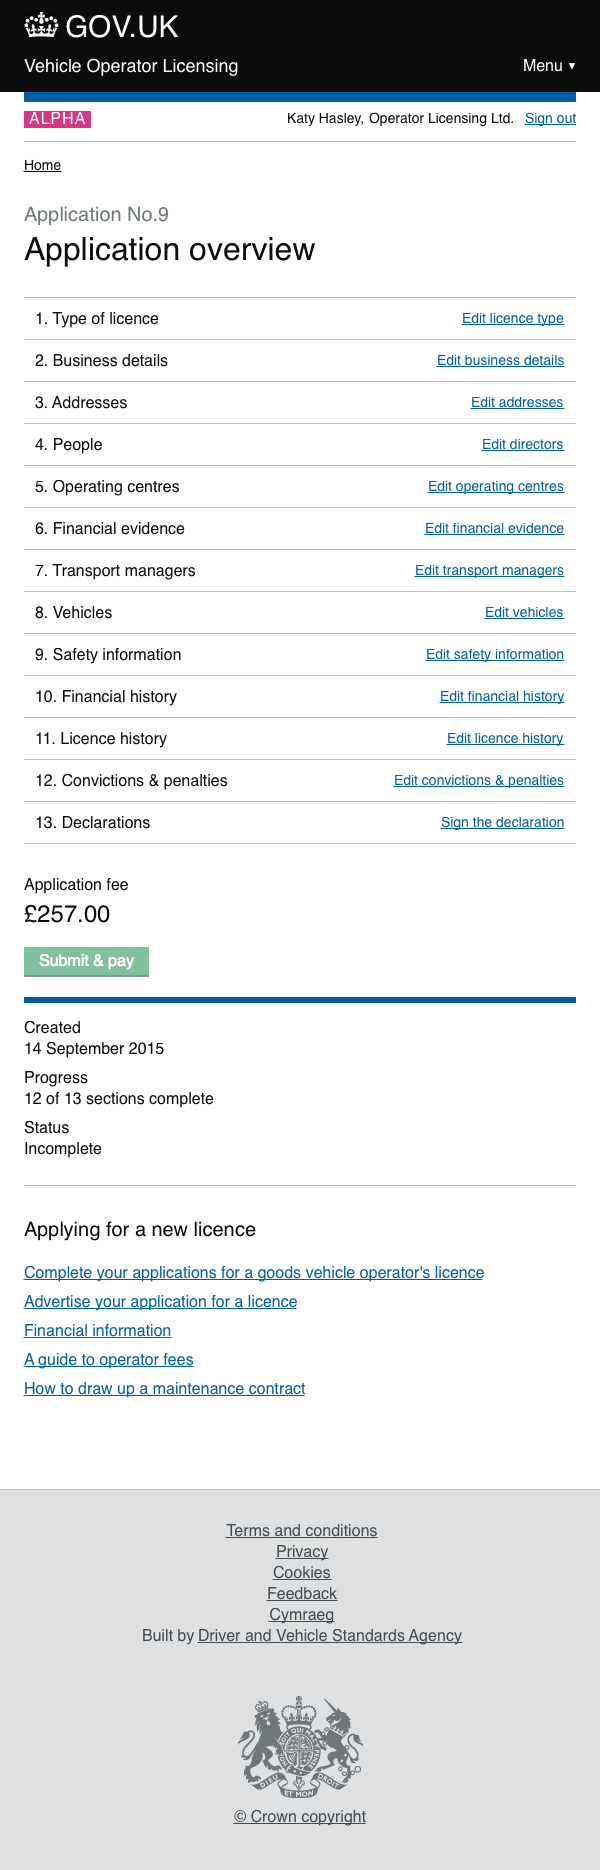 GOV.UK
Vehicle Operator Licensing
Menu ▼
ALPHA
Katy Hasley, Operator Licensing Ltd. Sign out
Home
Application No.9
Application overview
1. Type of licence Edit licence type
2. Business details Edit business details
3. Addresses Edit addresses
4. People Edit directors
5. Operating centres Edit operating centres
6. Financial evidence Edit financial evidence
7. Transport managers Edit transport managers
8. Vehicles Edit vehicles
9. Safety information Edit safety information
10. Financial history Edit financial history
11. Licence history Edit licence history
12. Convictions & penalties Edit convictions & penalties
13. Declarations Sign the declaration
Application fee
£257.00
Submit & pay
Created
14 September 2015
Progress
12 of 13 sections complete
Status
Incomplete
Applying for a new licence
Complete your applications for a goods vehicle operator's licence
Advertise your application for a licence
Financial information
A guide to operator fees
How to draw up a maintenance contract
Terms and conditions
Privacy
Cookies
Feedback
Cymraeg
Built by Driver and Vehicle Standards Agency
DIEU ET MON DROIT
© Crown copyright